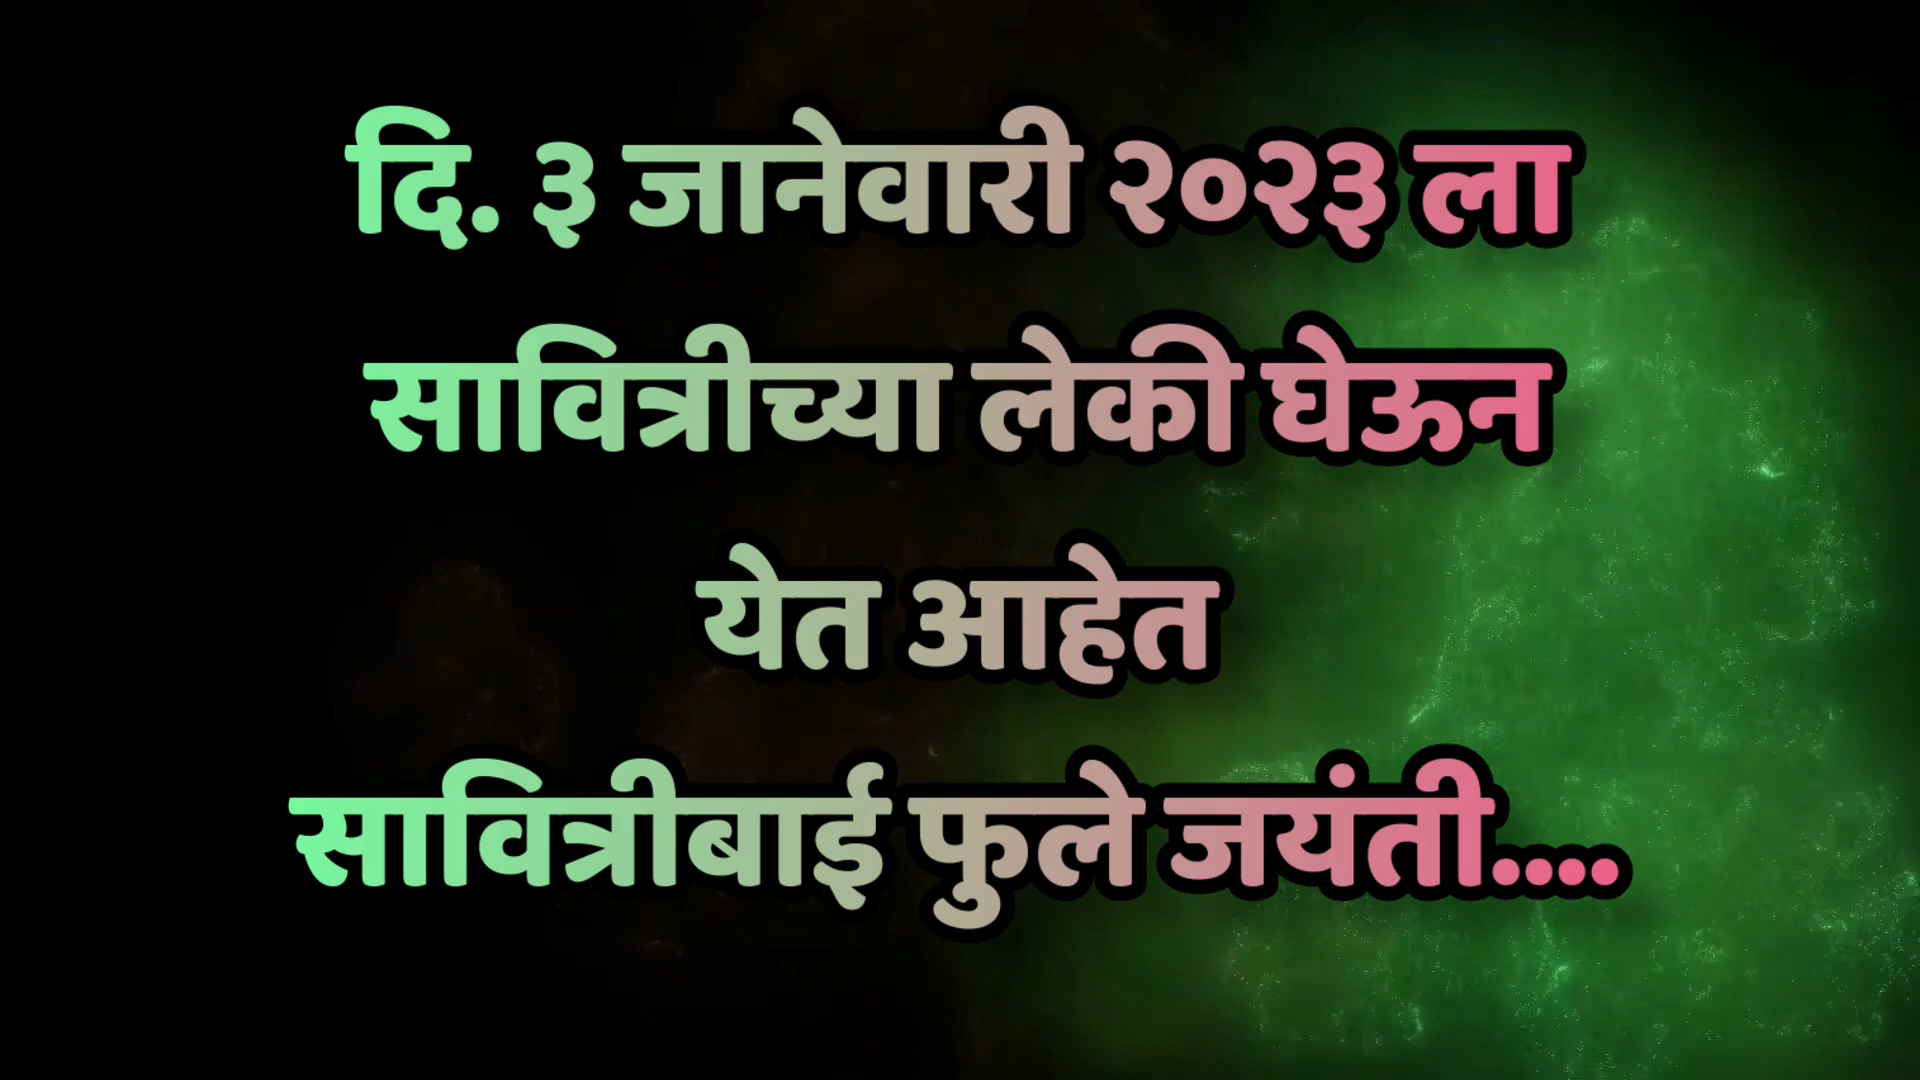 दि. ३ जानेवारी २०२३ ला
सावित्रीच्या लेकी घेऊन
येत आहेत
सावित्रीबाई फुले जयंती....